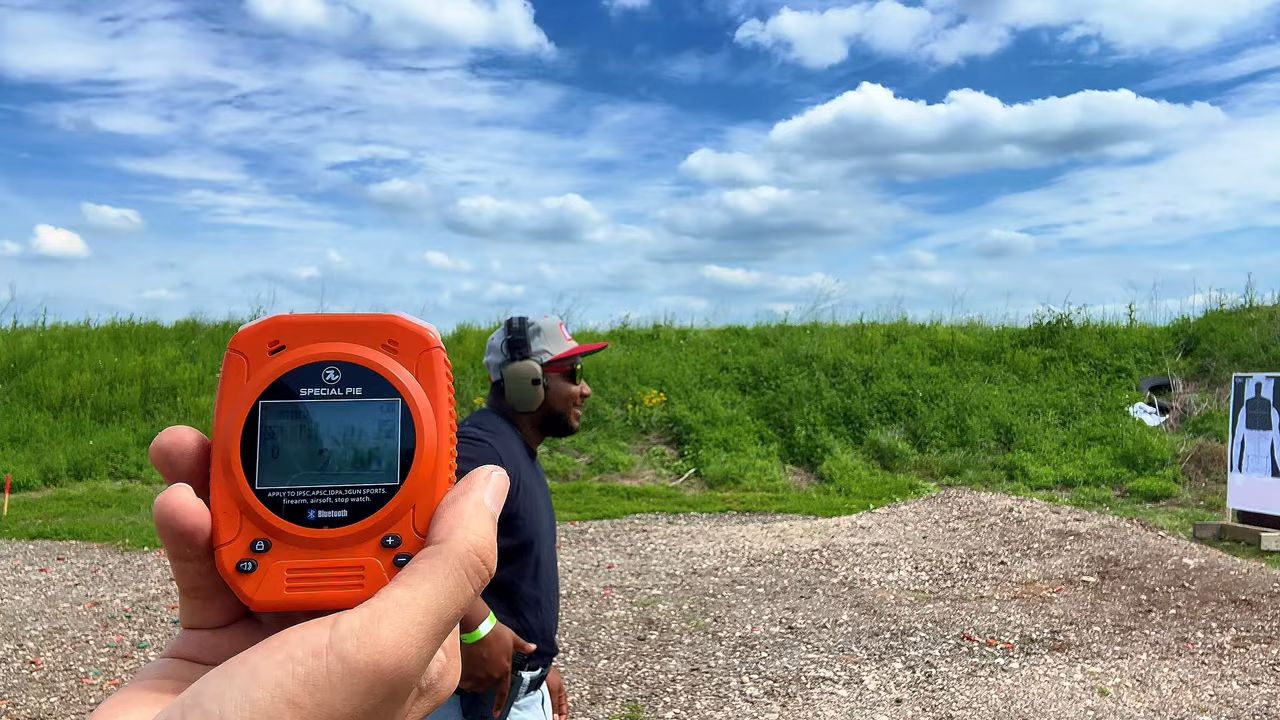 SPECIAL PIE
APPLY TO IPSC,APSC,IDPA,3GUN SPORTS.
firearm, airsoft, stop watch.
Bluetooth